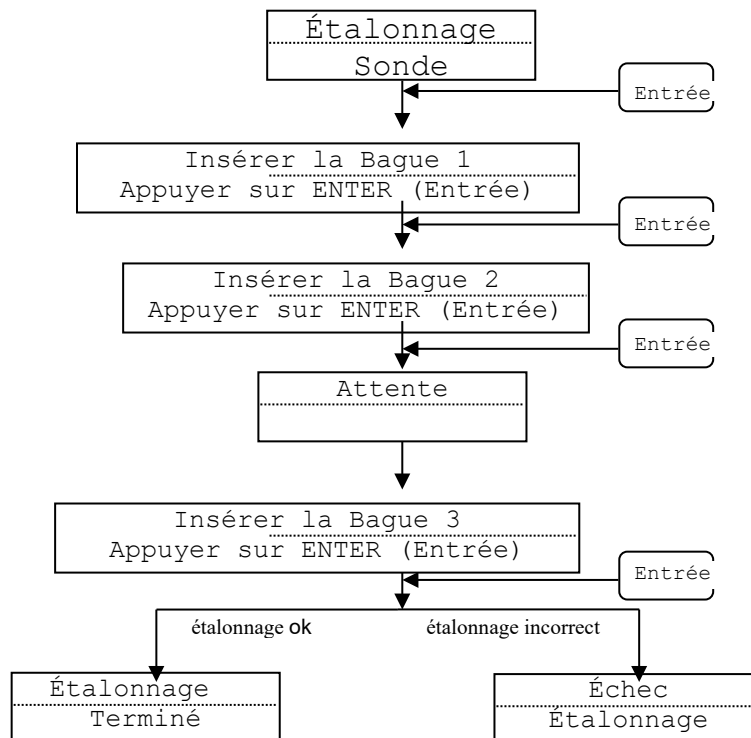 Étalonnage
Sonde
Entrée
Insérer la Bague 1
Appuyer sur ENTER (Entrée)
Entrée
Insérer la Bague 2
Appuyer sur ENTER (Entrée)
Entrée
Attente
Insérer la Bague 3
Appuyer sur ENTER (Entrée)
Entrée
étalonnage ok
étalonnage incorrect
Étalonnage
Terminé
Échec
Étalonnage